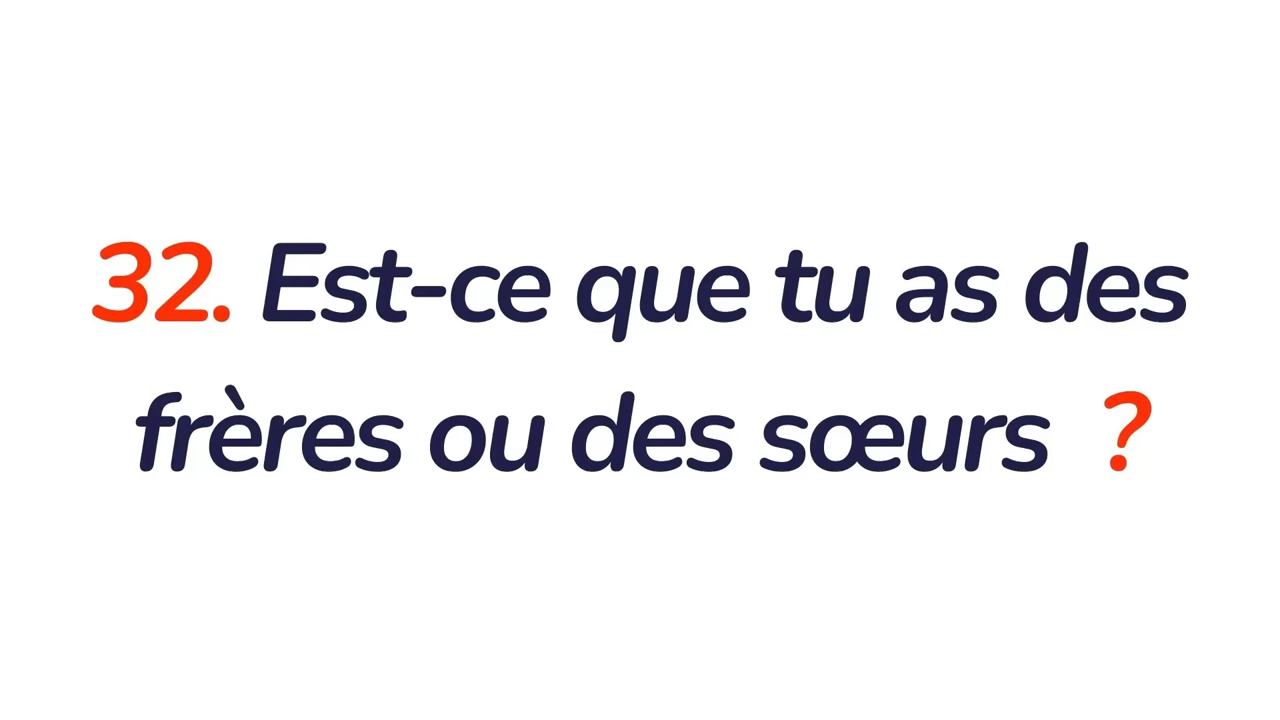 32. Est-ce que tu as des
frères ou des sœurs ?